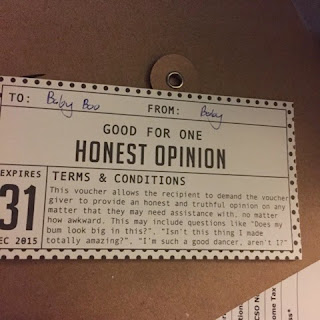 TO: Baby Boo FROM: Baby
GOOD FOR ONE
HONEST OPINION
EXPIRES
31
EC 2015
TERMS & CONDITIONS
This voucher allows the recipient to demand the voucher
giver to provide an honest and truthful opinion on any
matter that they may need assistance with, no matter
how awkward. This may include questions like "Does my
bum look big in this?", "Isn't this thing I made
totally amazing?", "I'm such a good dancer, aren't I?"
Income Tax